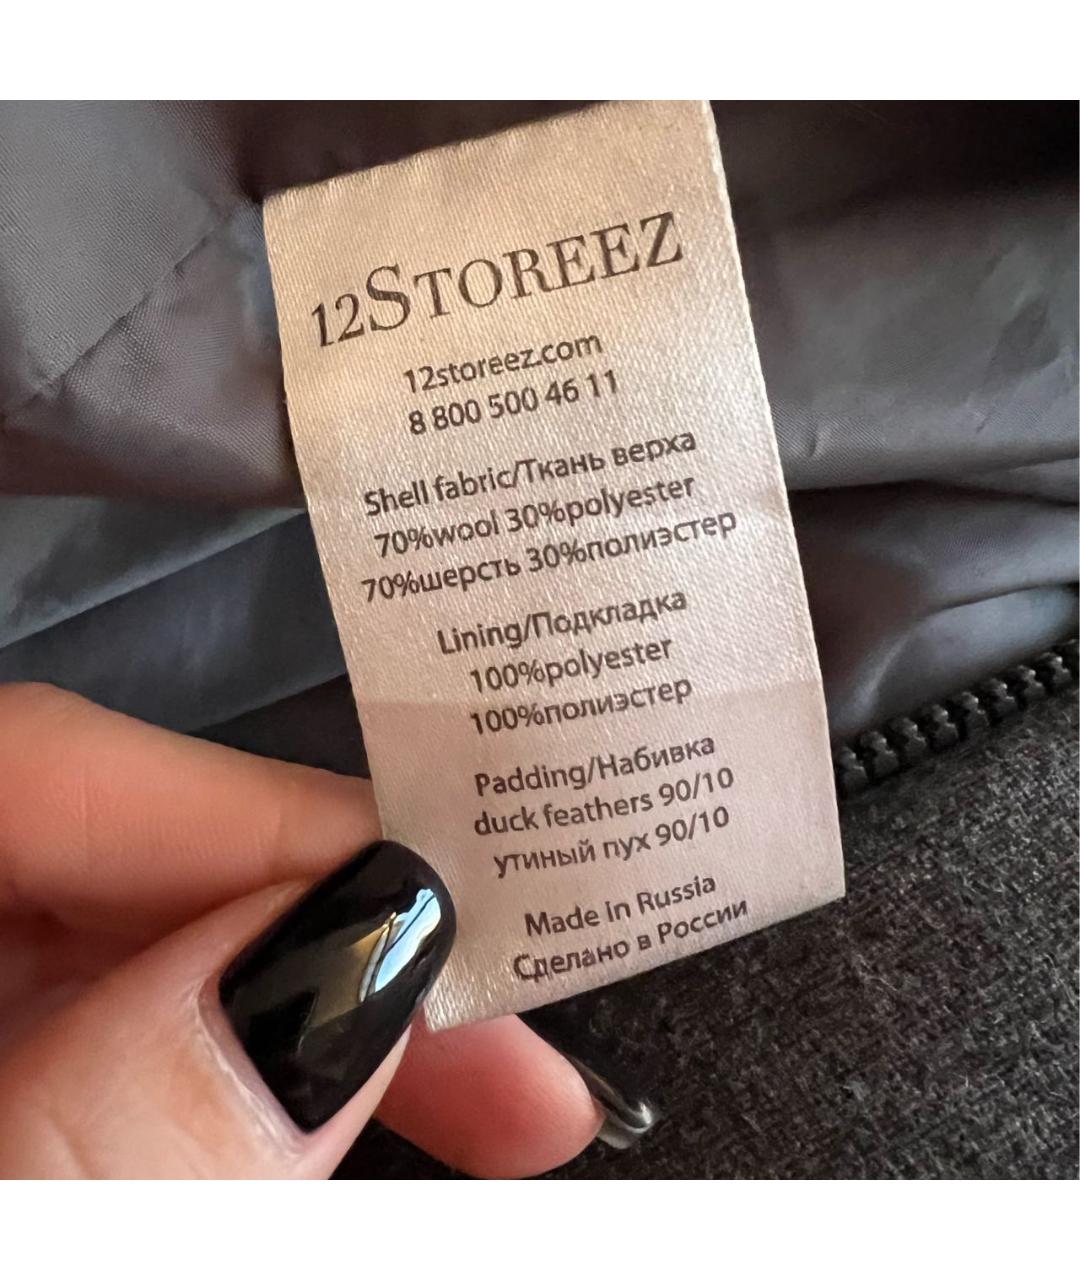 12STOREEZ
12storeez.com
8 800 500 46 11
Shell fabric/Ткань верха
70%wool 30%polyester
70%шерсть 30%полиэстер
Lining/Подкладка
100%polyester
100%полиэстер
Padding/Набивка
duck feathers 90/10
утиный пух 90/10
Made in Russia
Сделано в России